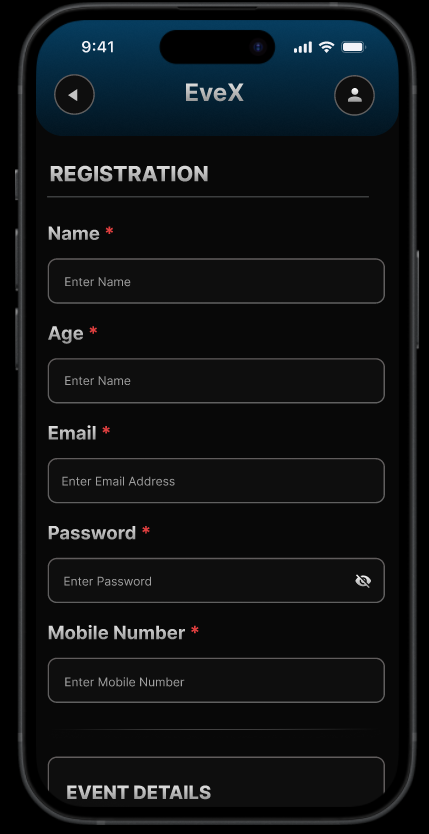 9:41
EveX
REGISTRATION
Name *
Enter Name
Age *
Enter Name
Email *
Enter Email Address
Password *
Enter Password
Mobile Number *
Enter Mobile Number
EVENT DETAILS